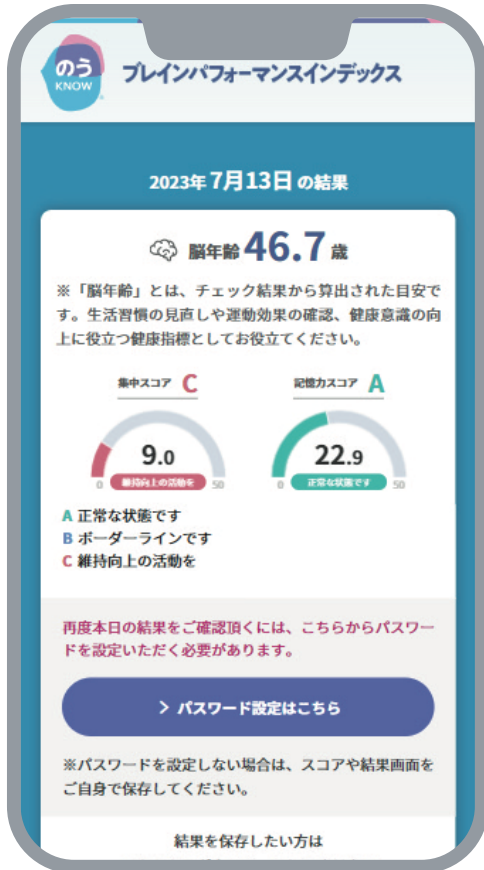 のう
KNOW
ブレインパフォーマンスインデックス
2023年7月13日の結果
脳年齢46.7歳
※「脳年齢」とは、チェック結果から算出された目安で
す。生活習慣の見直しや運動効果の確認、健康意識の向
上に役立つ健康指標としてお役立てください。
集中スコア C
記憶力スコア A
9.0
0 維持向上の活動を 50
22.9
0 正常な状態です 50
A 正常な状態です
B ボーダーラインです
C 維持向上の活動を
再度本日の結果をご確認頂くには、こちらからパスワー
ドを設定いただく必要があります。
> パスワード設定はこちら
※パスワードを設定しない場合は、スコアや結果画面を
ご自身で保存してください。
結果を保存したい方は